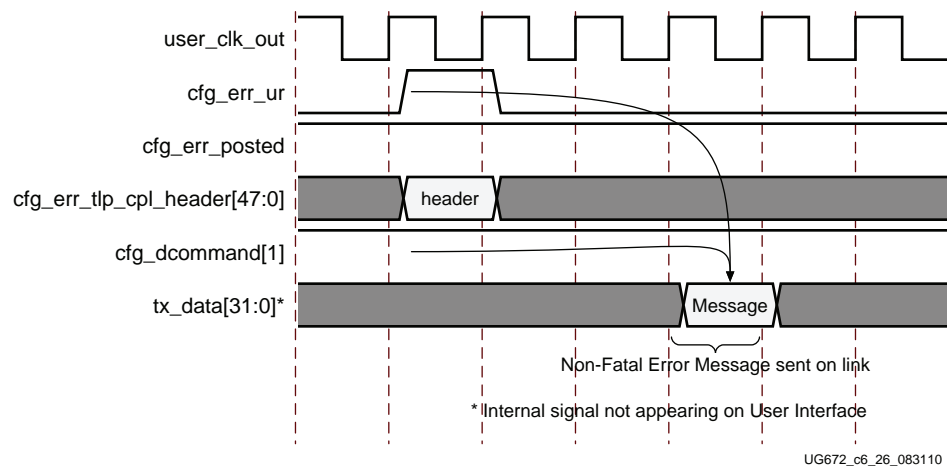 user_clk_out
cfg_err_ur
cfg_err_posted
cfg_err_tlp_cpl_header[47:0]
header
cfg_dcommand[1]
tx_data[31:0]*
Message
Non-Fatal Error Message sent on link
* Internal signal not appearing on User Interface
UG672_c6_26_083110